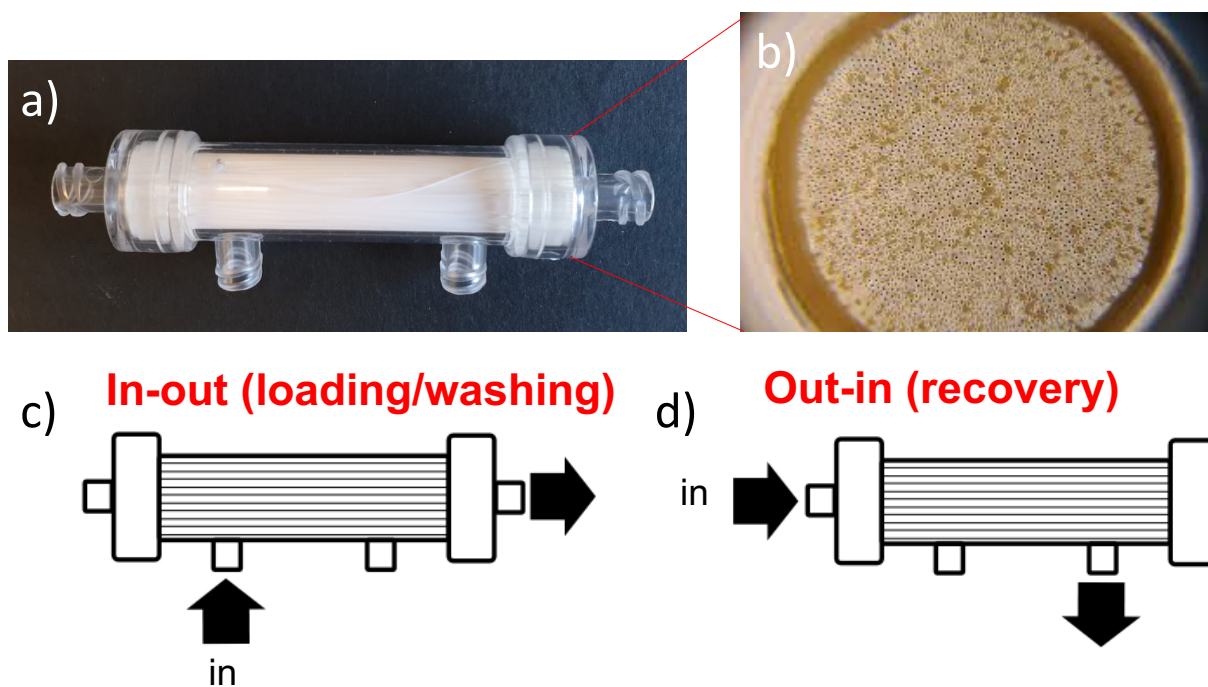 a)
b)
In-out (loading/washing)
Out-in (recovery)
c)
d)
in
in